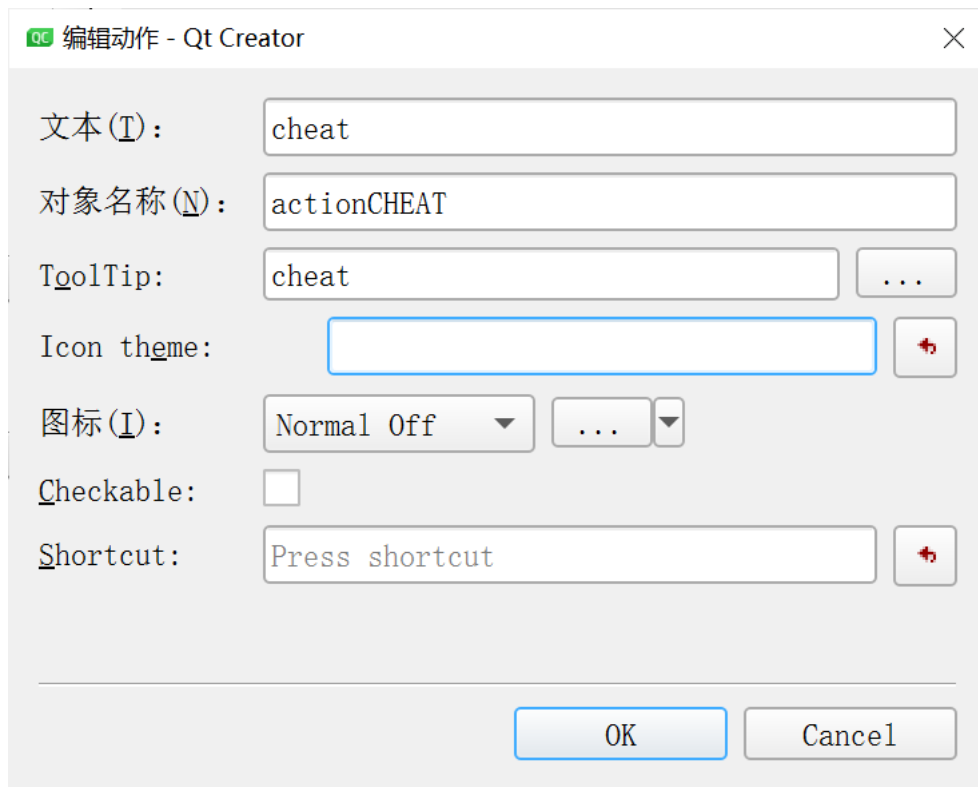 QC 编辑动作 - Qt Creator
文本(T): cheat
对象名称(N): actionCHEAT
ToolTip: cheat ...
Icon theme:
图标(I): Normal Off ...
Checkable:
Shortcut: Press shortcut
OK Cancel